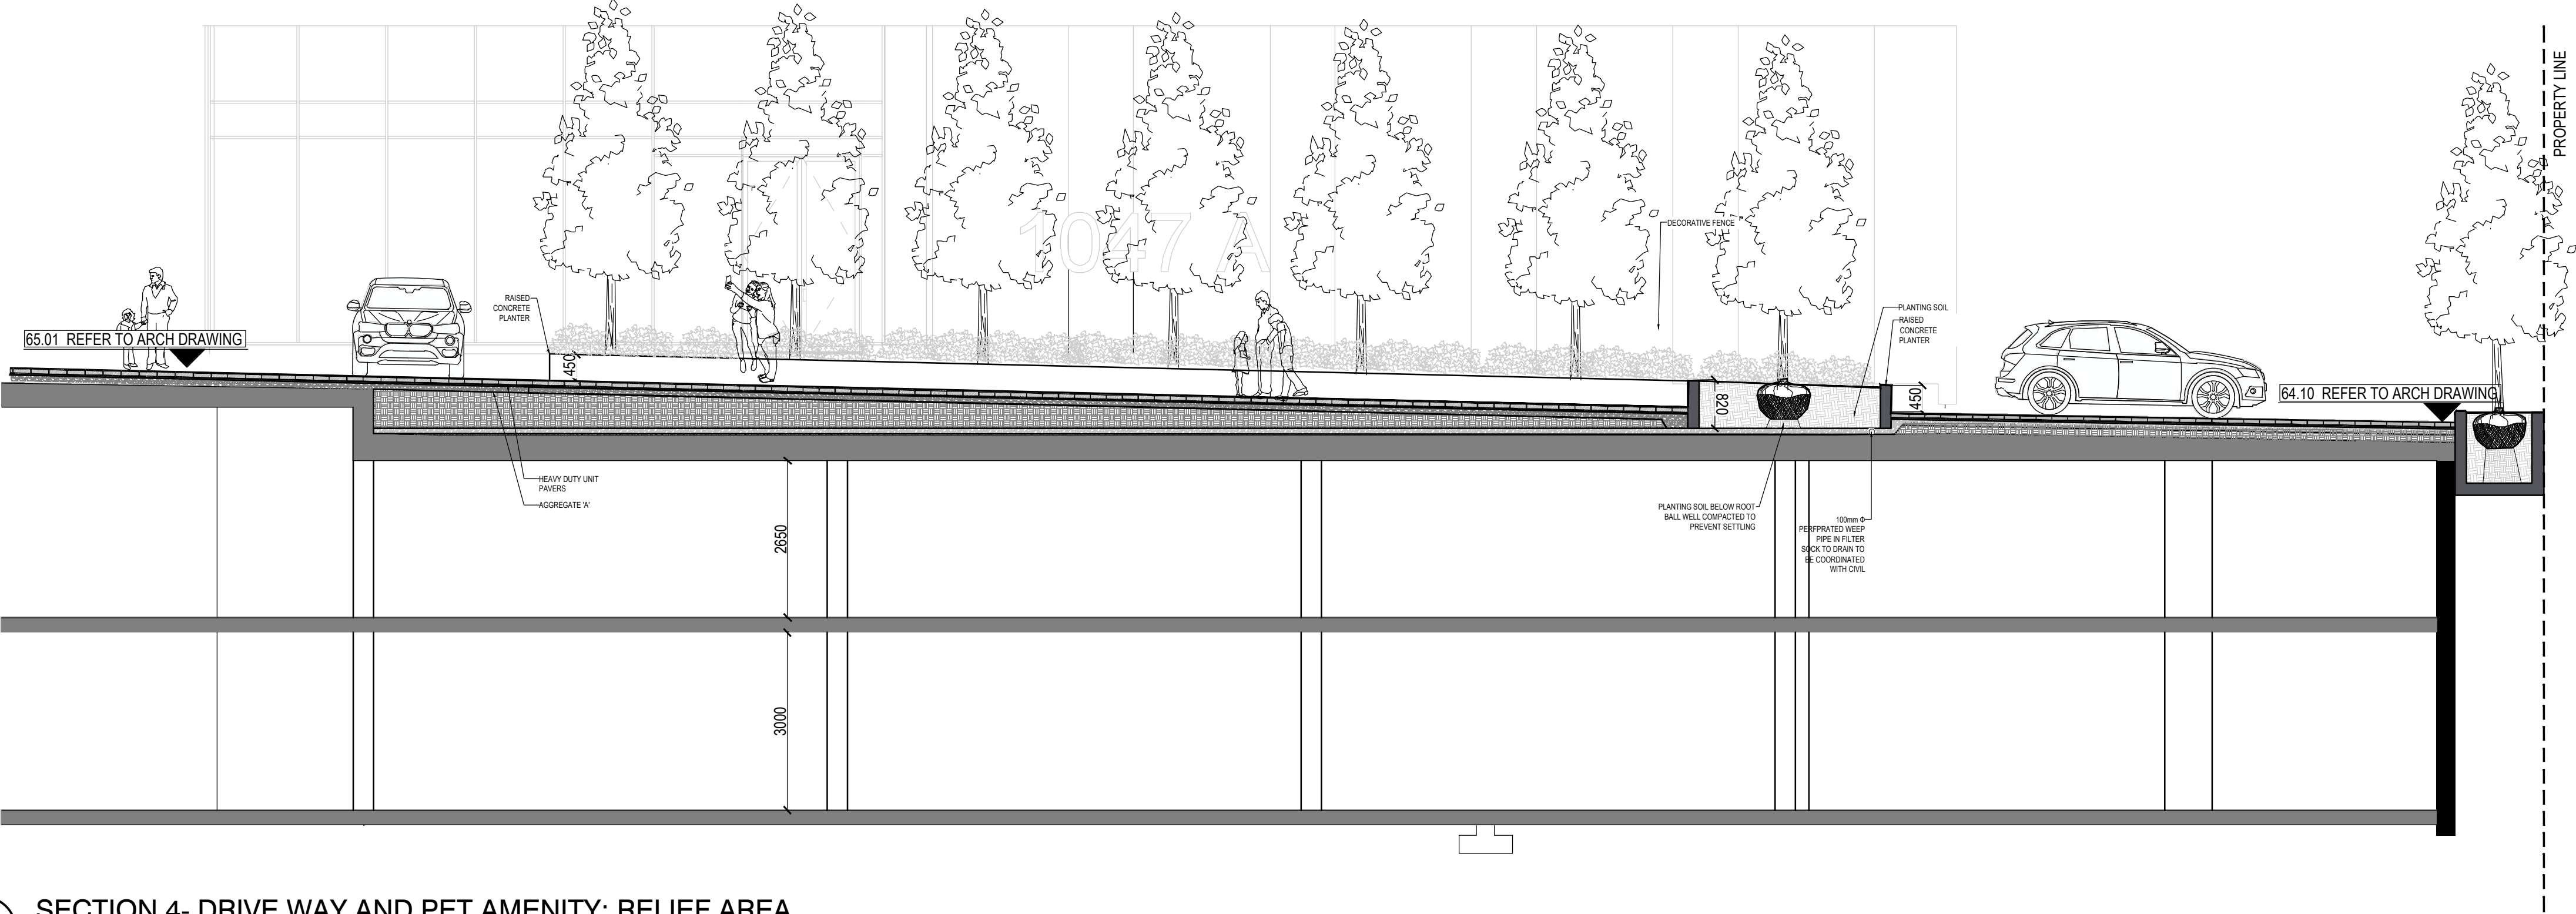 PROPERTY LINE
1047 A
DECORATIVE FENCE
RAISED
CONCRETE
PLANTER
PLANTING SOIL
RAISED
CONCRETE
PLANTER
65.01 REFER TO ARCH DRAWING
450
820
450
64.10 REFER TO ARCH DRAWING
HEAVY DUTY UNIT
PAVERS
AGGREGATE 'A'
2650
PLANTING SOIL BELOW ROOT
BALL WELL COMPACTED TO
PREVENT SETTLING
100mm Φ
PERFPRATED WEEP
PIPE IN FILTER
SOCK TO DRAIN TO
BE COORDINATED
WITH CIVIL
3000
SECTION 4- DRIVE WAY AND PET AMENITY: RELIEF AREA